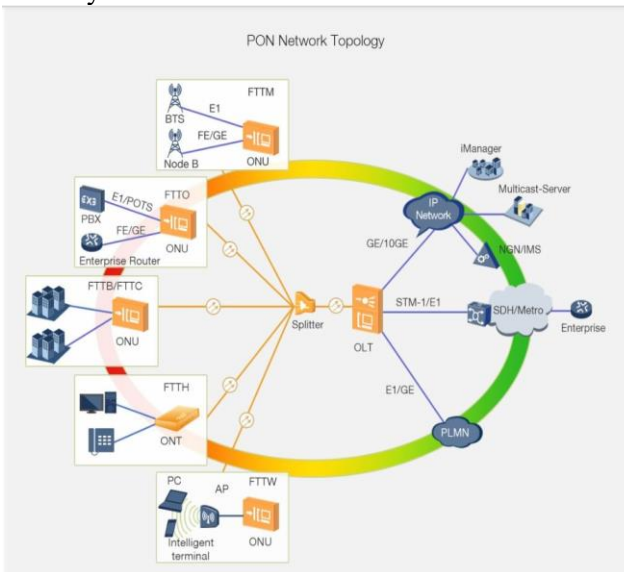 PON Network Topology
FTTM
BTS
E1
FE/GE
Node B
ONU
iManager
Multicast-Server
IP
Network
NGN/IMS
GE/10GE
FTTO
E1/POTS
EXE
PBX
FE/GE
Enterprise Router
ONU
FTTB/FTTC
ONU
Splitter
OLT
STM-1/E1
SDH/Metro
Enterprise
E1/GE
PLMN
FTTH
ONT
PC
AP
FTTW
Intelligent
terminal
ONU